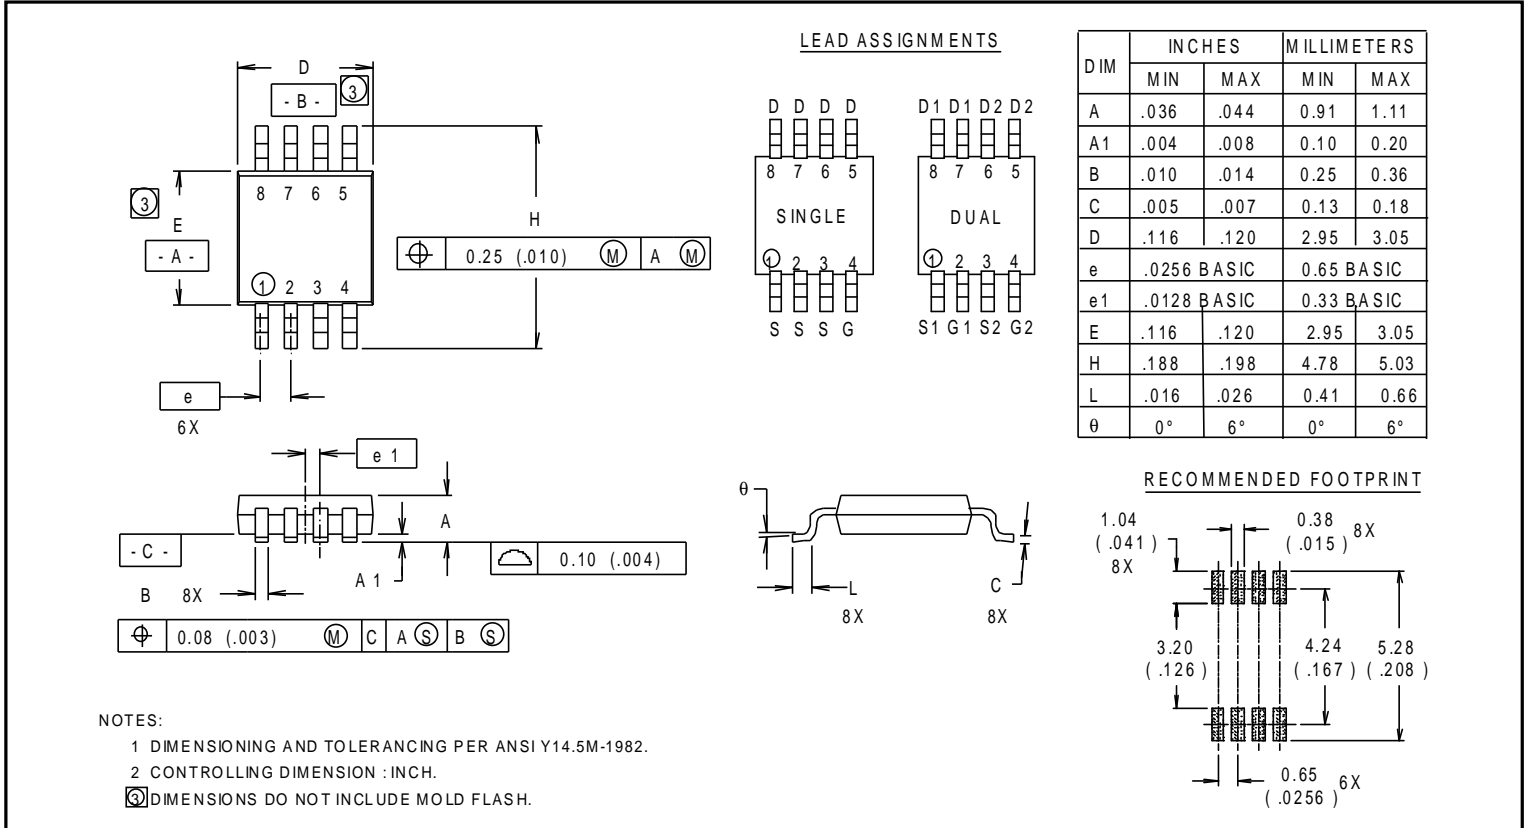 D
- B -
3
8 7 6 5
3
E
- A -
H
0.25 (.010) M A M
1 2 3 4
e
6X
e 1
A
- C -
A 1
0.10 (.004)
B 8X
0.08 (.003) M C A S B S
LEAD ASSIGNMENTS
D D D D
8 7 6 5
SINGLE
1 2 3 4
S S S G
D1 D1 D2 D2
8 7 6 5
DUAL
1 2 3 4
S1 G1 S2 G2
θ
L
8X
C
8X
DIM INCHES MILLIMETERS
MIN MAX MIN MAX
A .036 .044 0.91 1.11
A1 .004 .008 0.10 0.20
B .010 .014 0.25 0.36
C .005 .007 0.13 0.18
D .116 .120 2.95 3.05
e .0256 BASIC 0.65 BASIC
e1 .0128 BASIC 0.33 BASIC
E .116 .120 2.95 3.05
H .188 .198 4.78 5.03
L .016 .026 0.41 0.66
θ 0° 6° 0° 6°
RECOMMENDED FOOTPRINT
1.04
( .041 )
8X
0.38
( .015 ) 8X
3.20
( .126 )
4.24
( .167 )
5.28
( .208 )
0.65
( .0256 ) 6X
NOTES:
1 DIMENSIONING AND TOLERANCING PER ANSI Y14.5M-1982.
2 CONTROLLING DIMENSION : INCH.
3 DIMENSIONS DO NOT INCLUDE MOLD FLASH.